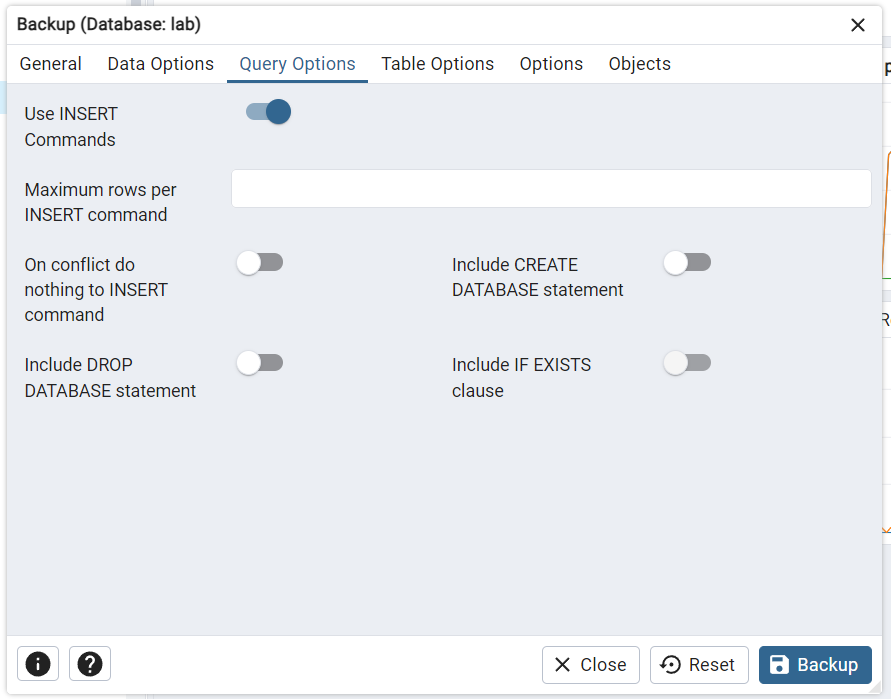 Backup (Database: lab)
General Data Options Query Options Table Options Options Objects
Use INSERT
Commands
Maximum rows per
INSERT command
On conflict do
nothing to INSERT
command
Include CREATE
DATABASE statement
Include DROP
DATABASE statement
Include IF EXISTS
clause
Close Reset Backup